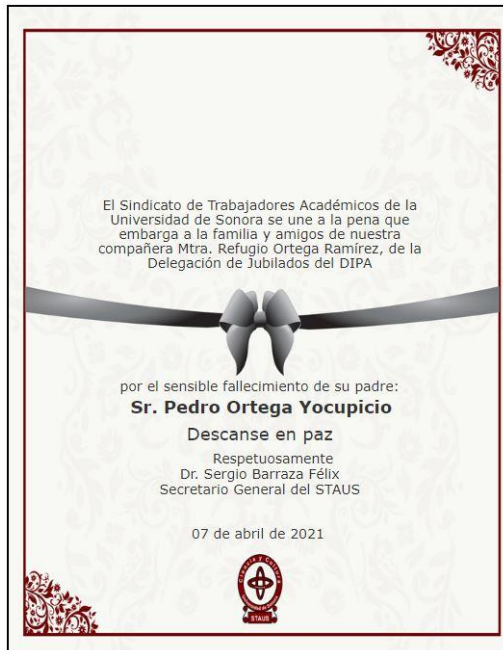 El Sindicato de Trabajadores Académicos de la
Universidad de Sonora se une a la pena que
embarga a la familia y amigos de nuestra
compañera Mtra. Refugio Ortega Ramírez, de la
Delegación de Jubilados del DIPA
por el sensible fallecimiento de su padre:
Sr. Pedro Ortega Yocupicio
Descanse en paz
Respetuosamente
Dr. Sergio Barraza Félix
Secretario General del STAUS
07 de abril de 2021
Ciencia y Cultura
STAUS